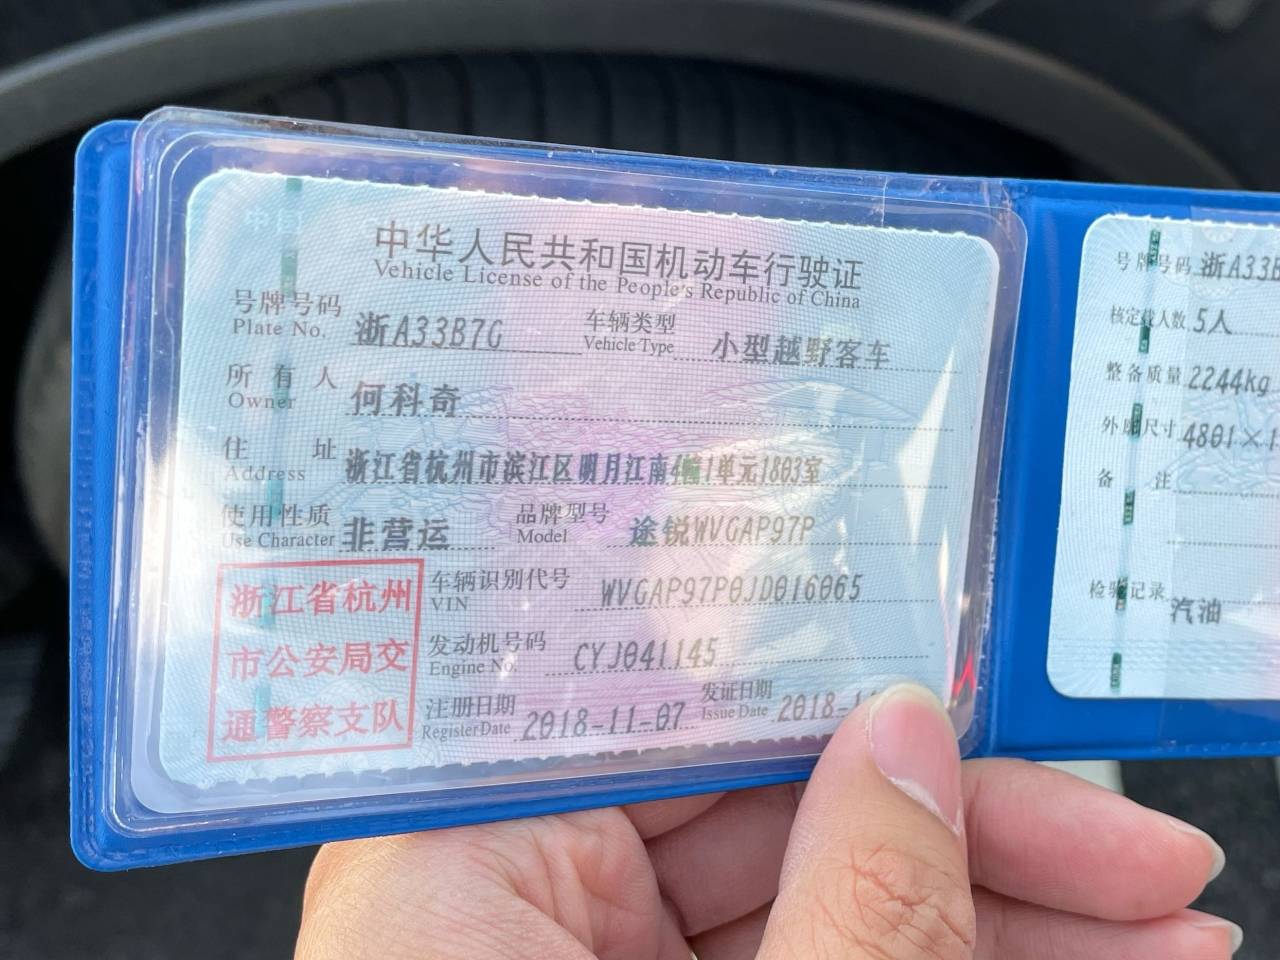 中华人民共和国机动车行驶证
Vehicle License of the People's Republic of China
号牌号码 浙A33B7G 车辆类型 小型越野客车
Plate No. Vehicle Type
所有人 何科奇
Owner
住址 浙江省杭州市滨江区明月江南4幢1单元1803室
Address
使用性质 非营运 品牌型号 途锐WVGAP97P
Use Character Model
浙江省杭州
市公安局交
通警察支队
车辆识别代号 WVGAP97P0JD016065
VIN
发动机号码 CYJ041145
Engine No.
注册日期 2018-11-07 发证日期 2018-1
Register Date Issue Date
号牌号码 浙A33B
核定载人数 5人
整备质量 2244kg
外廓尺寸 4801×1
备注
检验记录
汽油